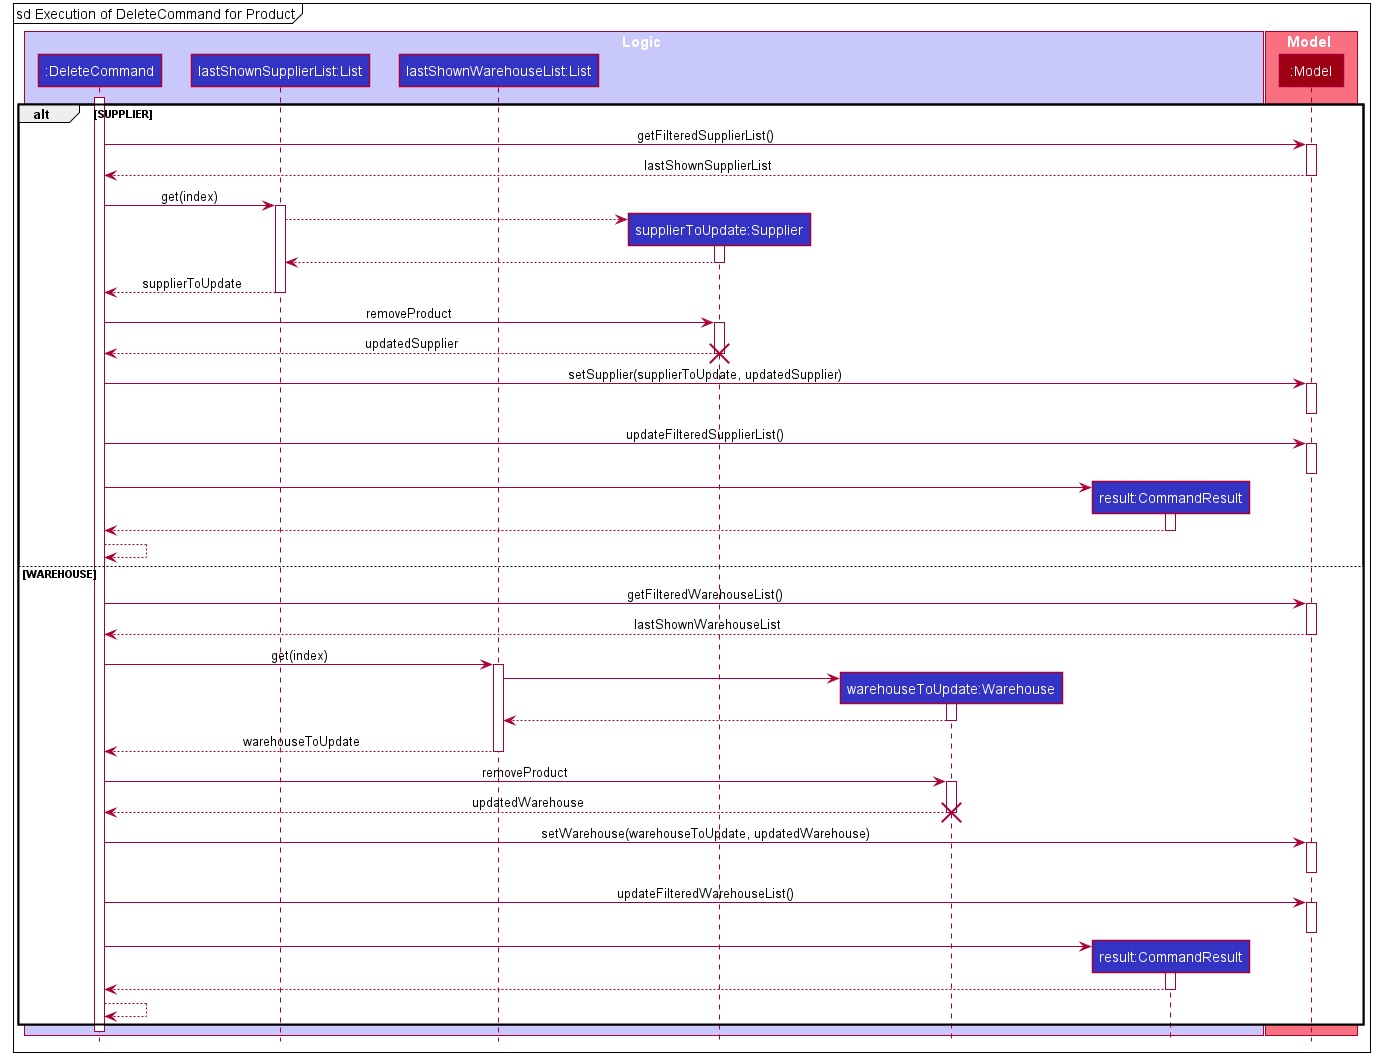 sd Execution of DeleteCommand for Product
Logic
Model
:DeleteCommand
lastShownSupplierList:List
lastShownWarehouseList:List
:Model
alt
[SUPPLIER]
getFilteredSupplierList()
lastShownSupplierList
get(index)
supplierToUpdate:Supplier
supplierToUpdate
removeProduct
updatedSupplier
setSupplier(supplierToUpdate, updatedSupplier)
updateFilteredSupplierList()
result:CommandResult
[WAREHOUSE]
getFilteredWarehouseList()
lastShownWarehouseList
get(index)
warehouseToUpdate:Warehouse
warehouseToUpdate
removeProduct
updatedWarehouse
setWarehouse(warehouseToUpdate, updatedWarehouse)
updateFilteredWarehouseList()
result:CommandResult